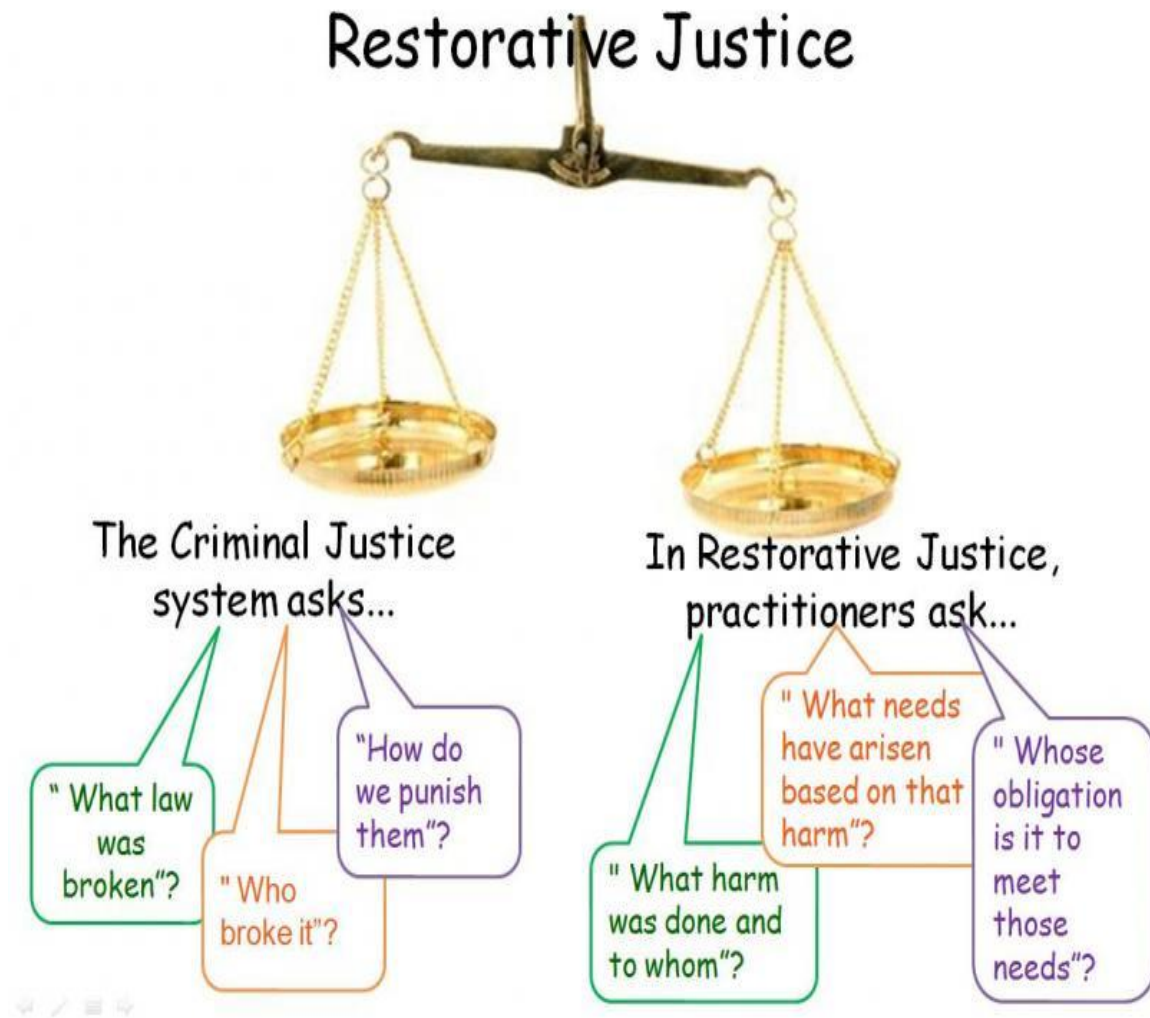 Restorative Justice
The Criminal Justice
system asks...
" What law
was
broken"?
" Who
broke it"?
"How do
we punish
them"?
In Restorative Justice,
practitioners ask...
" What harm
was done and
to whom"?
" What needs
have arisen
based on that
harm"?
" Whose
obligation
is it to
meet
those
needs"?